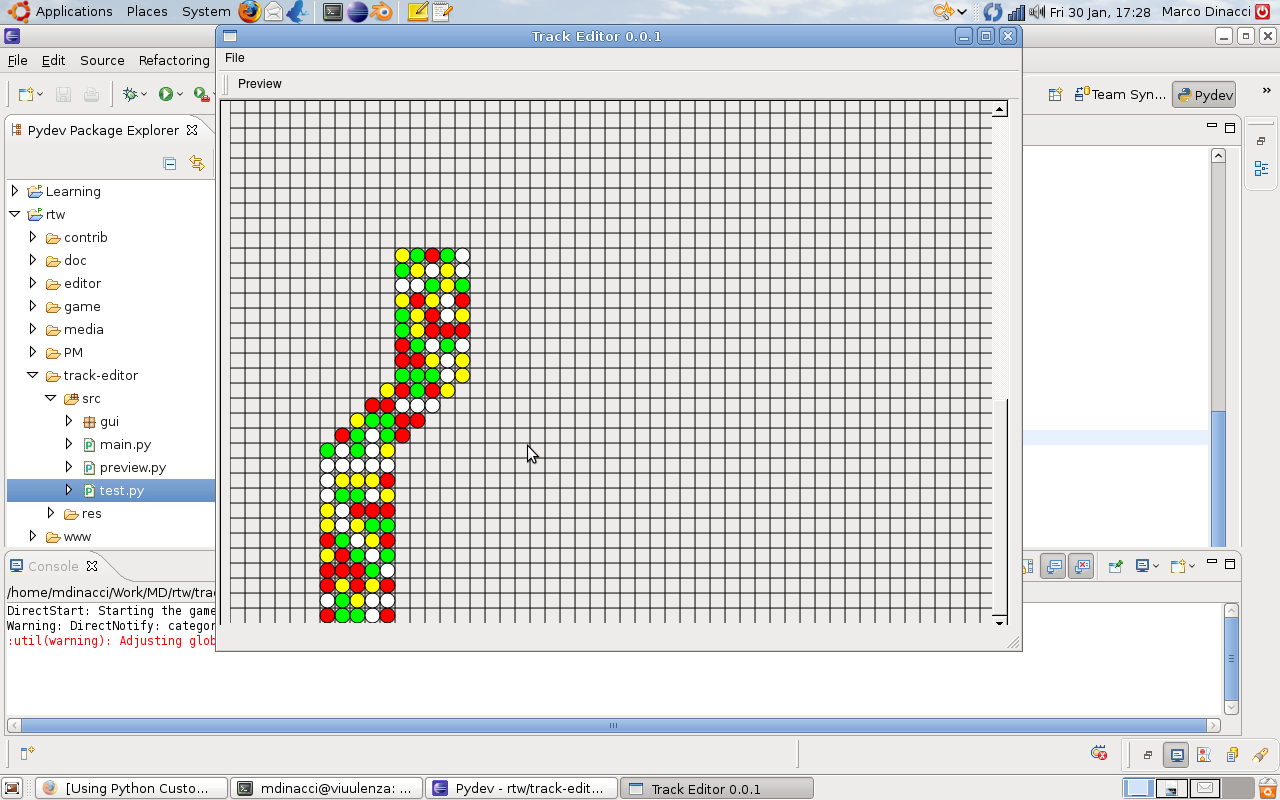 Applications Places System Fri 30 Jan, 17:28 Marco Dinacci
Track Editor 0.0.1
File Edit Source Refactoring
File
Preview
Team Syn... Pydev
Pydev Package Explorer
Learning
rtw
contrib
doc
editor
game
media
PM
track-editor
src
gui
main.py
preview.py
test.py
res
www
Console
/home/mdinacci/Work/MD/rtw/trac
DirectStart: Starting the game
Warning: DirectNotify: categor
:util(warning): Adjusting glob
[Using Python Custo... mdinacci@viuulenza: ... Pydev - rtw/track-edit... Track Editor 0.0.1